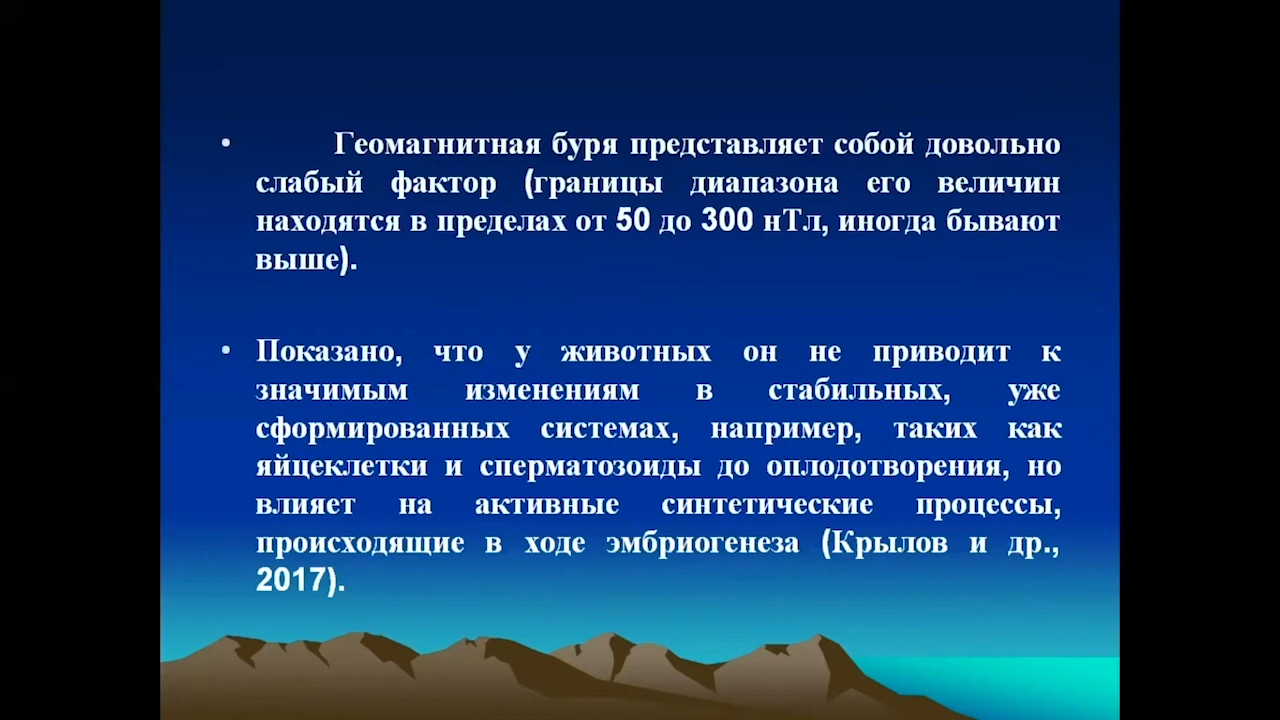 • Геомагнитная буря представляет собой довольно
слабый фактор (границы диапазона его величин
находятся в пределах от 50 до 300 нТл, иногда бывают
выше).
• Показано, что у животных он не приводит к
значимым изменениям в стабильных, уже
сформированных системах, например, таких как
яйцеклетки и сперматозоиды до оплодотворения, но
влияет на активные синтетические процессы,
происходящие в ходе эмбриогенеза (Крылов и др.,
2017).